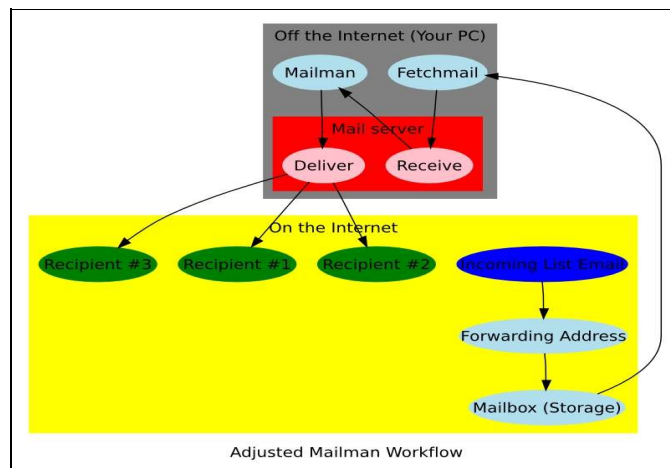 Off the Internet (Your PC)
Mailman
Fetchmail
Mail server
Deliver
Receive
On the Internet
Recipient #3
Recipient #1
Recipient #2
Incoming List Email
Forwarding Address
Mailbox (Storage)
Adjusted Mailman Workflow